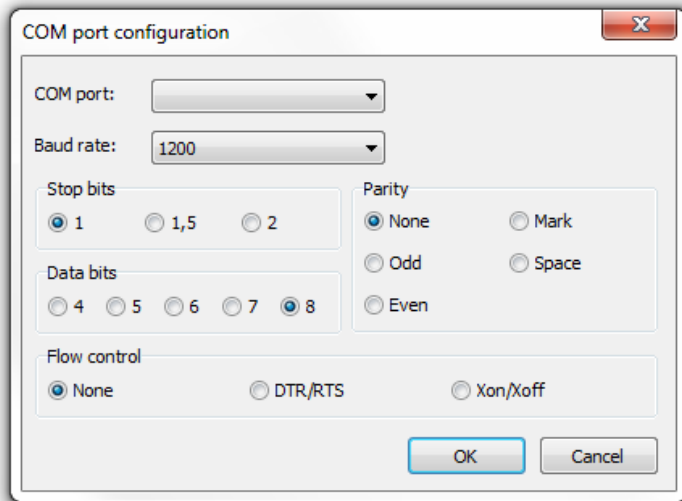 COM port configuration
COM port:
Baud rate: 1200
Stop bits
1 1,5 2
Data bits
4 5 6 7 8
Parity
None Mark
Odd Space
Even
Flow control
None DTR/RTS Xon/Xoff
OK Cancel